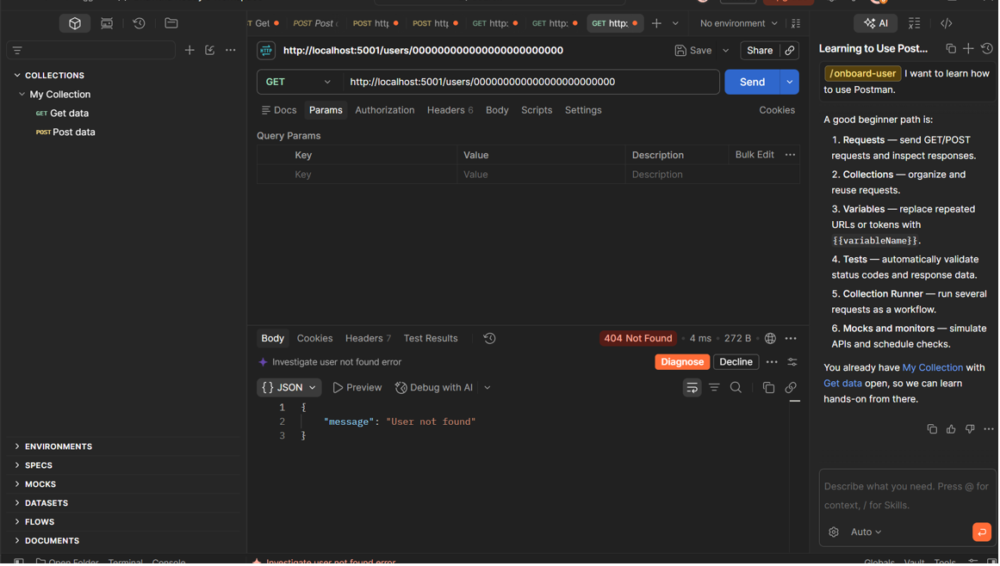 Get
POST Post
POST http
POST http
GET http:
GET http:
GET http:
No environment
AI
http://localhost:5001/users/000000000000000000000000
Save
Share
Learning to Use Post...
COLLECTIONS
My Collection
GET Get data
POST Post data
GET
http://localhost:5001/users/000000000000000000000000
Send
/onboard-user I want to learn how
to use Postman.
Docs
Params
Authorization
Headers 6
Body
Scripts
Settings
Cookies
Query Params
Key
Value
Description
Bulk Edit
Key
Value
Description
A good beginner path is:
1. Requests — send GET/POST
requests and inspect responses.
2. Collections — organize and
reuse requests.
3. Variables — replace repeated
URLs or tokens with
{{variableName}}.
4. Tests — automatically validate
status codes and response data.
5. Collection Runner — run several
requests as a workflow.
6. Mocks and monitors — simulate
APIs and schedule checks.
You already have My Collection with
Get data open, so we can learn
hands-on from there.
Body
Cookies
Headers 7
Test Results
404 Not Found
4 ms
272 B
Investigate user not found error
Diagnose
Decline
{} JSON
Preview
Debug with AI
1 {
2 "message": "User not found"
3 }
ENVIRONMENTS
SPECS
MOCKS
DATASETS
FLOWS
DOCUMENTS
Describe what you need. Press @ for
context, / for Skills.
Auto
Open Folder
Terminal
Console
Investigate user not found error
Globals
Vault
Tools